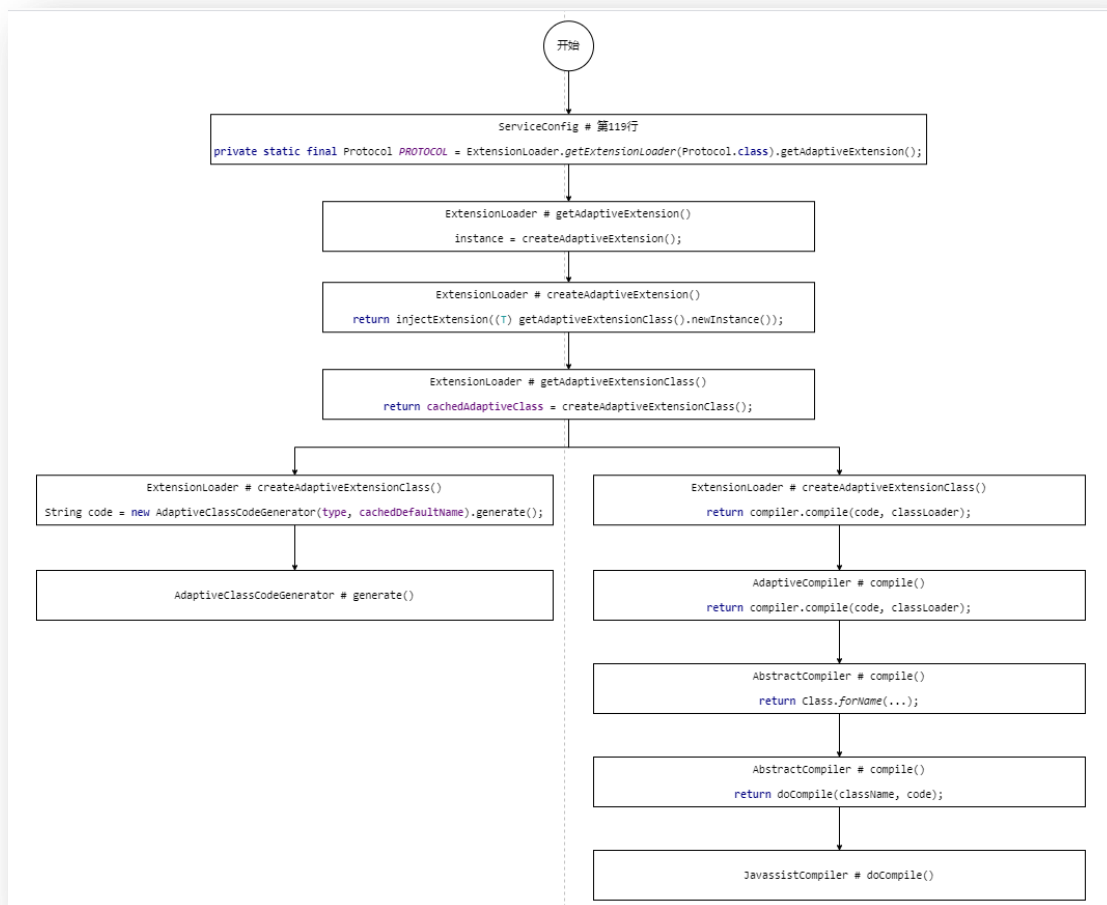 开始
ServiceConfig # 第119行
private static final Protocol PROTOCOL = ExtensionLoader.getExtensionLoader(Protocol.class).getAdaptiveExtension();
ExtensionLoader # getAdaptiveExtension()
instance = createAdaptiveExtension();
ExtensionLoader # createAdaptiveExtension()
return injectExtension((T) getAdaptiveExtensionClass().newInstance());
ExtensionLoader # getAdaptiveExtensionClass()
return cachedAdaptiveClass = createAdaptiveExtensionClass();
ExtensionLoader # createAdaptiveExtensionClass()
String code = new AdaptiveClassCodeGenerator(type, cachedDefaultName).generate();
AdaptiveClassCodeGenerator # generate()
ExtensionLoader # createAdaptiveExtensionClass()
return compiler.compile(code, classLoader);
AdaptiveCompiler # compile()
return compiler.compile(code, classLoader);
AbstractCompiler # compile()
return Class.forName(...);
AbstractCompiler # compile()
return doCompile(className, code);
JavassistCompiler # doCompile()